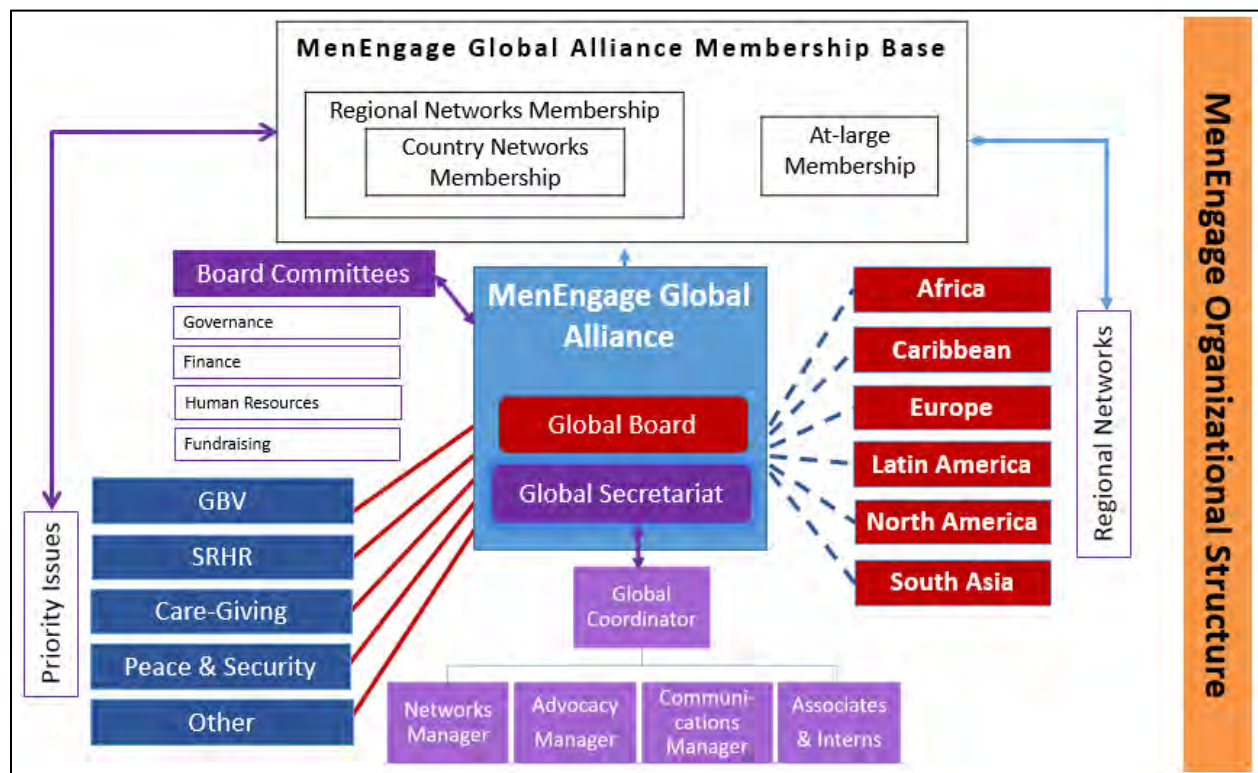 MenEngage Global Alliance Membership Base
Regional Networks Membership
Country Networks
Membership
At-large
Membership
Board Committees
Governance
Finance
Human Resources
Fundraising
MenEngage Global
Alliance
Global Board
Global Secretariat
Africa
Caribbean
Europe
Latin America
North America
South Asia
Regional Networks
MenEngage Organizational Structure
Priority Issues
GBV
SRHR
Care-Giving
Peace & Security
Other
Global
Coordinator
Networks
Manager
Advocacy
Manager
Communi-
cations
Manager
Associates
& Interns